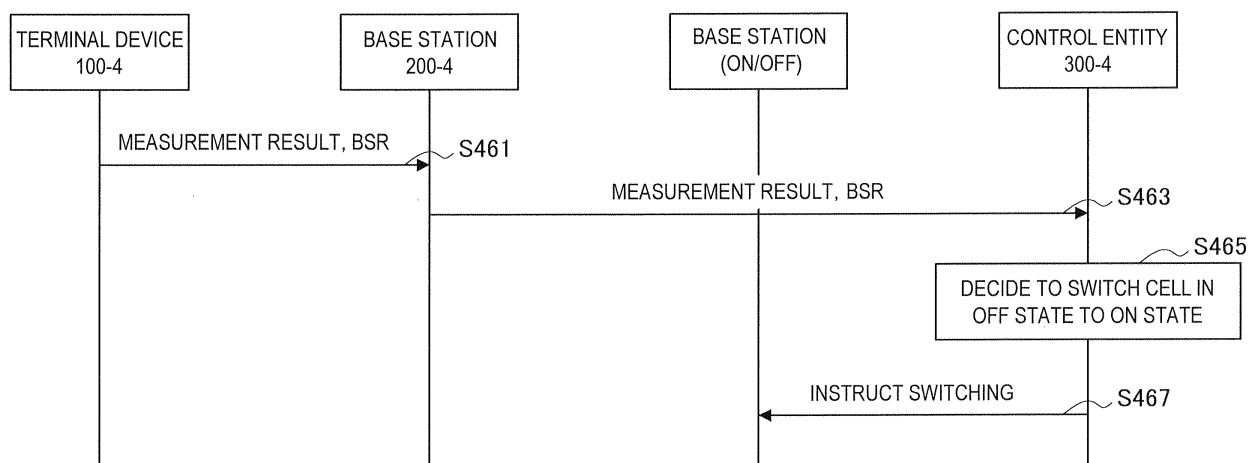 TERMINAL DEVICE
100-4
BASE STATION
200-4
BASE STATION
(ON/OFF)
CONTROL ENTITY
300-4
MEASUREMENT RESULT, BSR
S461
MEASUREMENT RESULT, BSR
S463
S465
DECIDE TO SWITCH CELL IN
OFF STATE TO ON STATE
INSTRUCT SWITCHING
S467